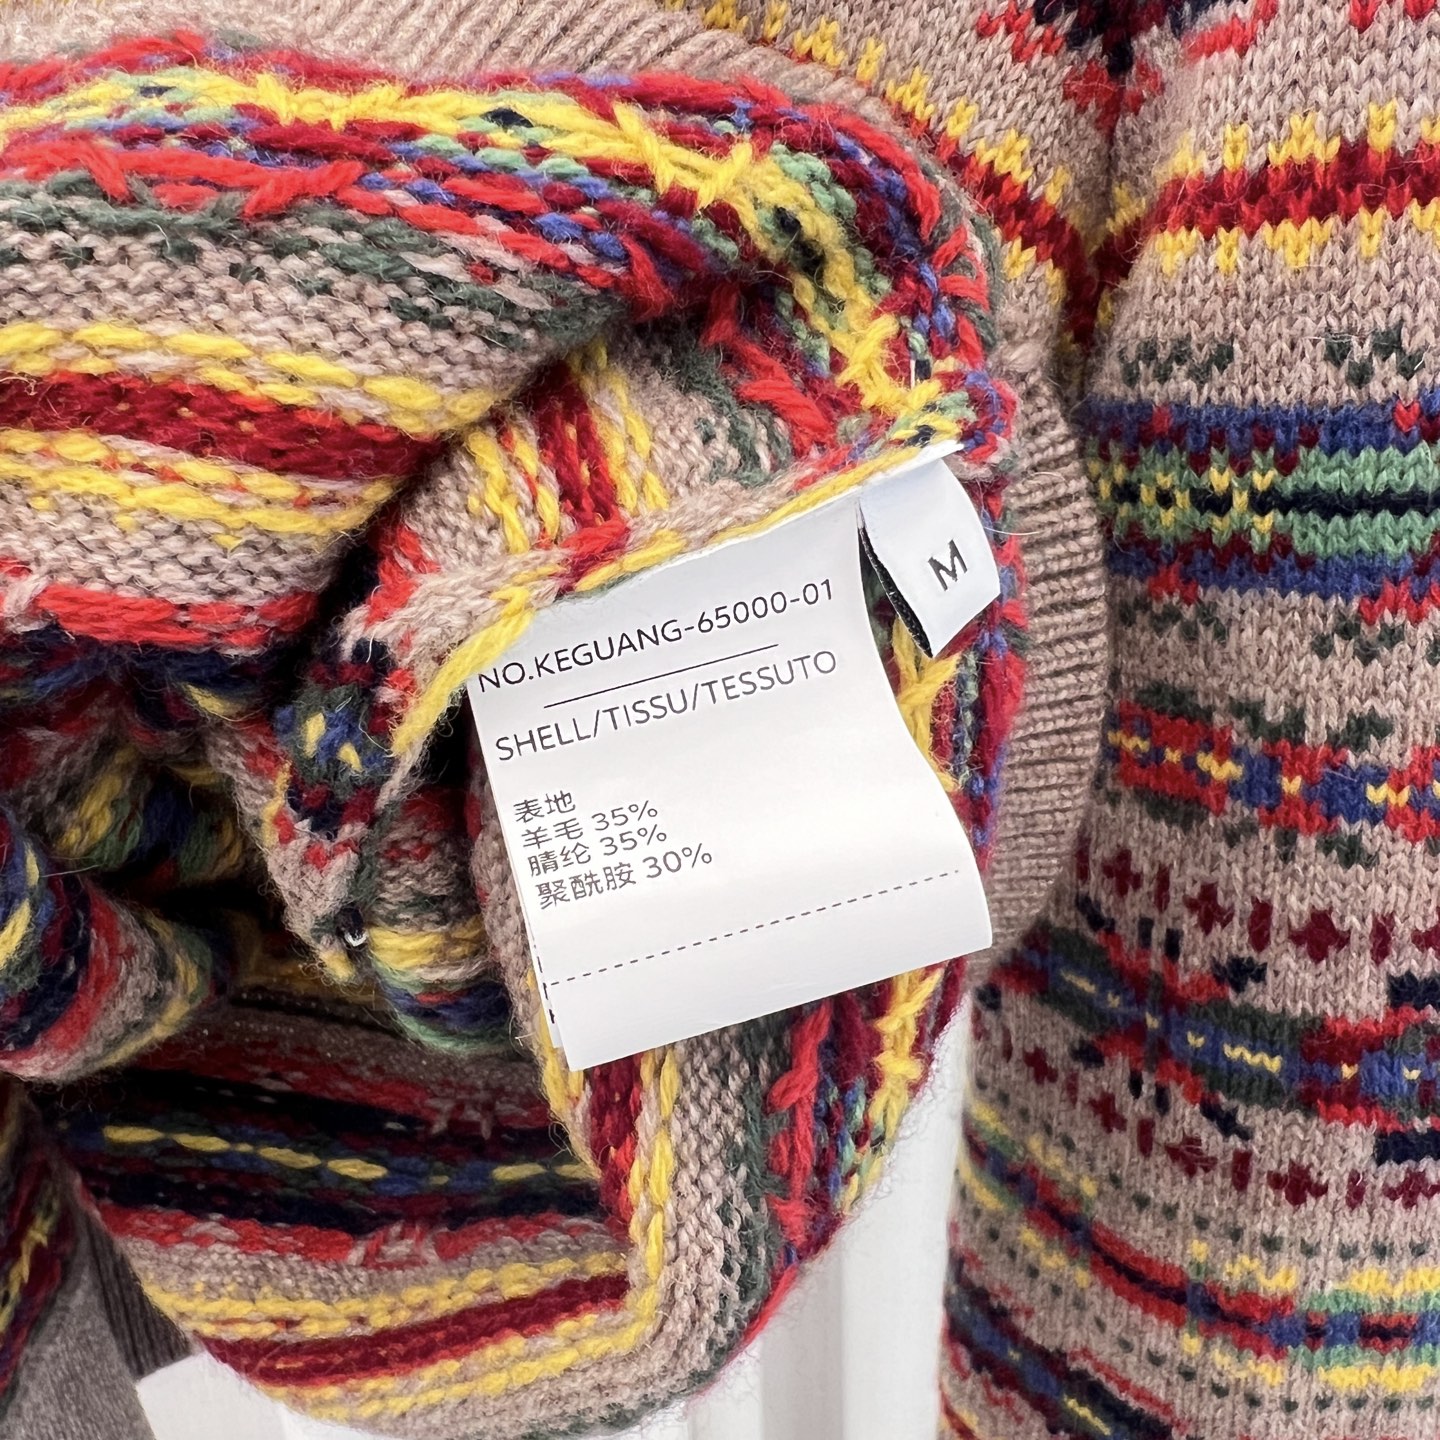 M
NO.KEGUANG-65000-01
SHELL/TISSU/TESSUTO
表地
羊毛 35%
腈纶 35%
聚酰胺 30%